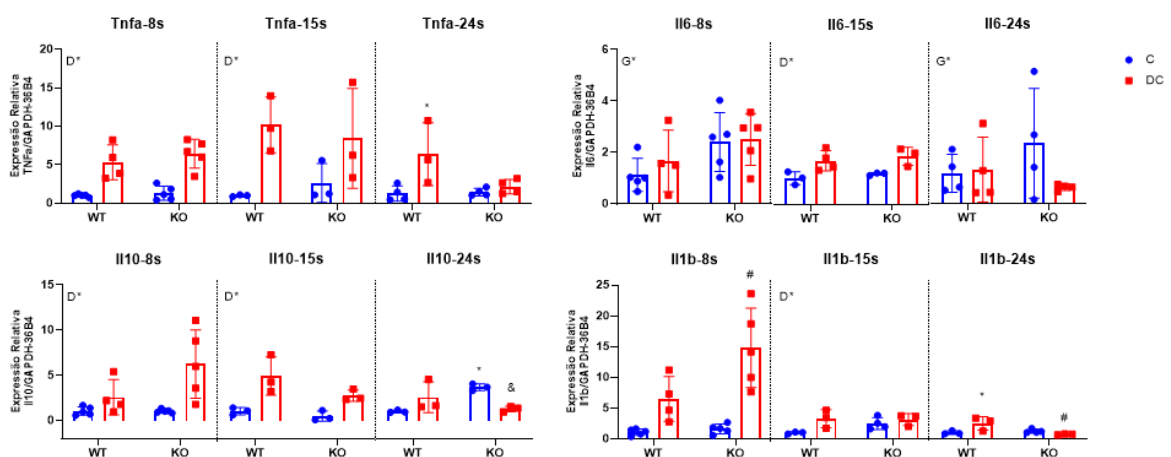 Tnfa-8s
Tnfa-15s
Tnfa-24s
Expressão Relativa
TNFa/GAPDH-36B4
20
15
10
5
0
D*
D*
*
WT
KO
WT
KO
WT
KO
Il6-8s
Il6-15s
Il6-24s
Expressão Relativa
Il6/GAPDH-36B4
6
4
2
0
G*
D*
G*
WT
KO
WT
KO
WT
KO
C
DC
Il10-8s
Il10-15s
Il10-24s
Expressão Relativa
Il10/GAPDH-36B4
15
10
5
0
D*
D*
*
&
WT
KO
WT
KO
WT
KO
Il1b-8s
Il1b-15s
Il1b-24s
Expressão Relativa
Il1b/GAPDH-36B4
25
20
15
10
5
0
#
D*
*
#
WT
KO
WT
KO
WT
KO